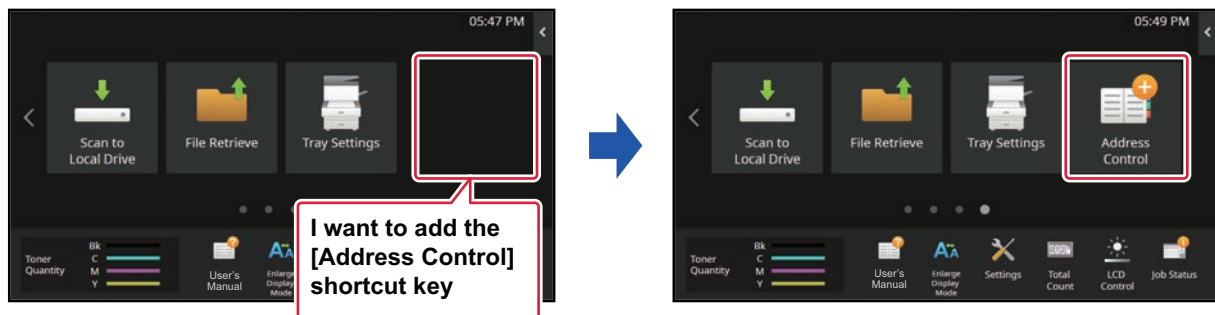 05:47 PM
Scan to
Local Drive
File Retrieve
Tray Settings
I want to add the
[Address Control]
shortcut key
Toner
Quantity
Bk
C
M
Y
User's
Manual
Enlarge
Display
Mode
05:49 PM
Scan to
Local Drive
File Retrieve
Tray Settings
Address
Control
Toner
Quantity
Bk
C
M
Y
User's
Manual
Enlarge
Display
Mode
Settings
Total
Count
LCD
Control
Job Status